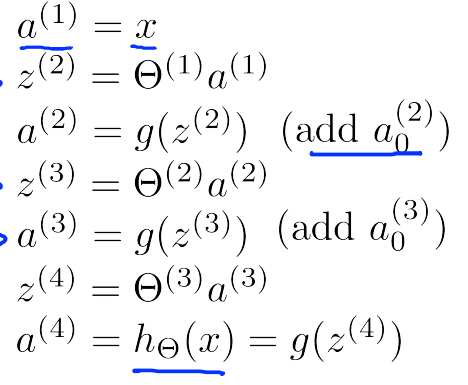 a^{(1)} = x
z^{(2)} = Θ^{(1)}a^{(1)}
a^{(2)} = g(z^{(2)}) (add a_0^{(2)})
z^{(3)} = Θ^{(2)}a^{(2)}
a^{(3)} = g(z^{(3)}) (add a_0^{(3)})
z^{(4)} = Θ^{(3)}a^{(3)}
a^{(4)} = h_Θ(x) = g(z^{(4)})